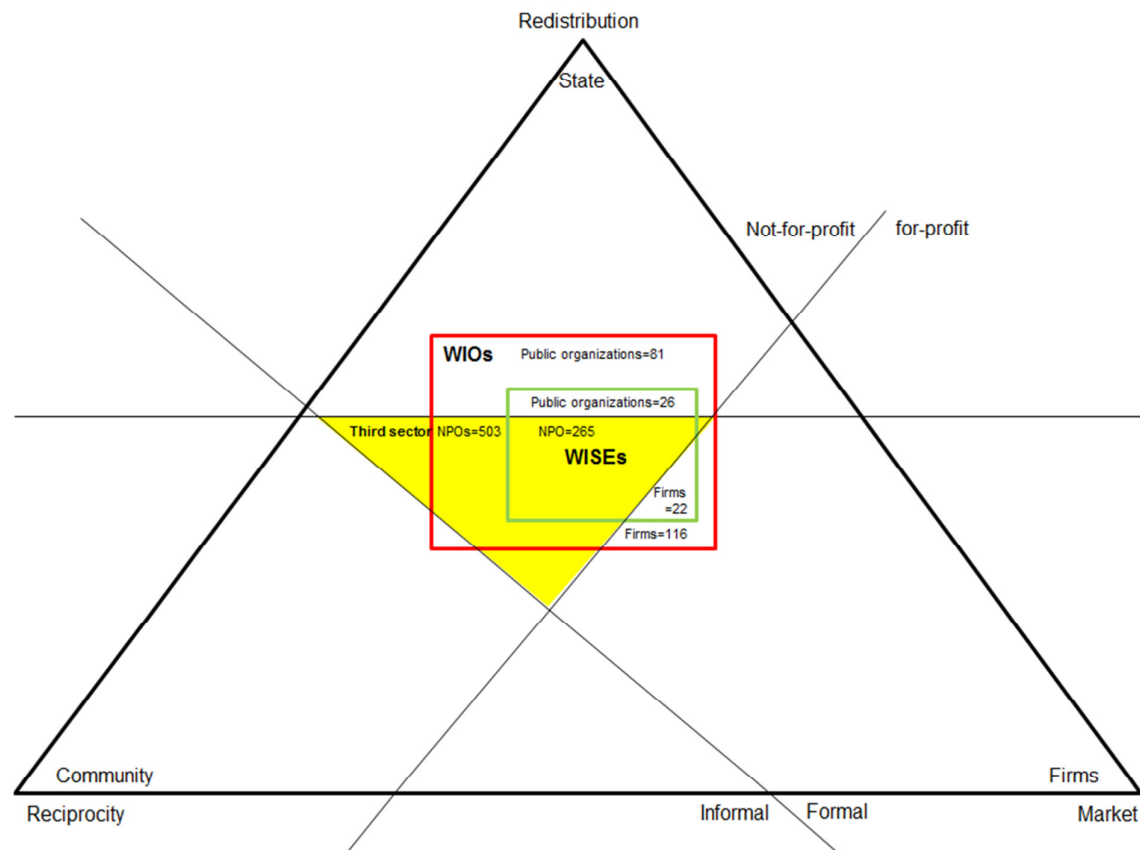 Redistribution
State
Not-for-profit for-profit
WIOs Public organizations=81
Public organizations=26
Third sector NPOs=503 NPO=265
WISEs
Firms
=22
Firms=116
Community Firms
Reciprocity Informal Formal Market